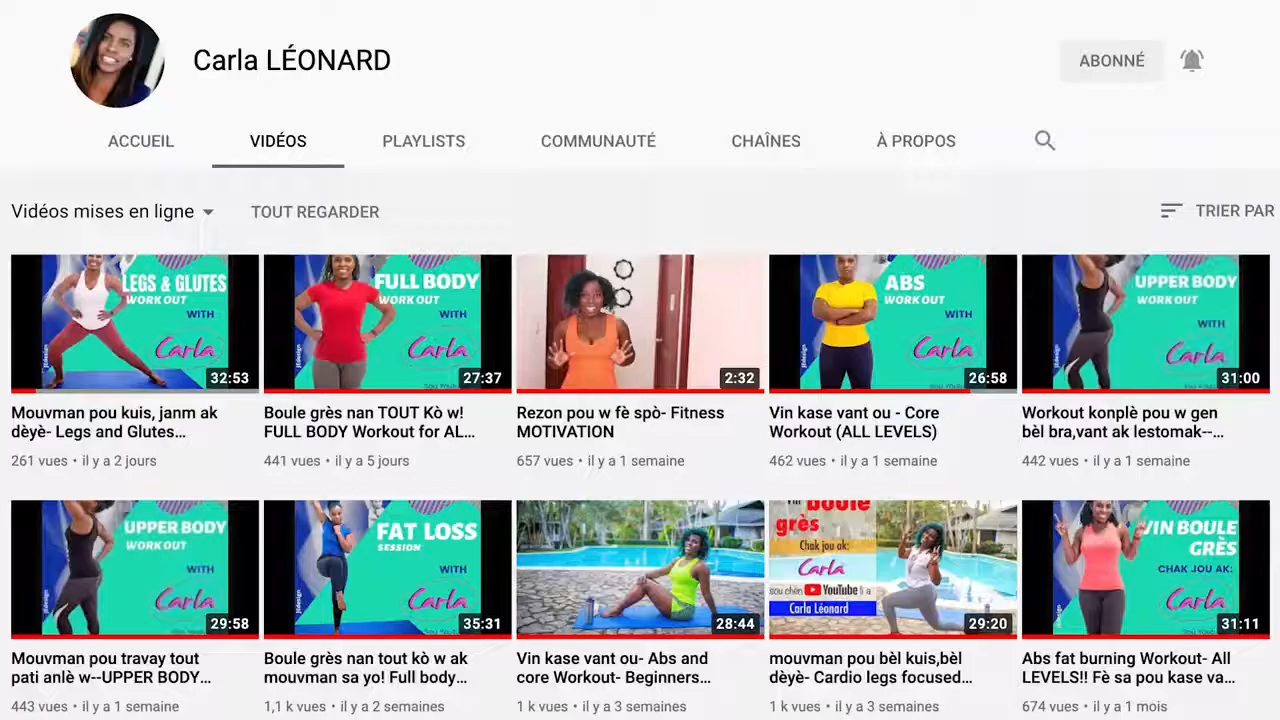 Carla LÉONARD
ABONNÉ
ACCUEIL
VIDÉOS
PLAYLISTS
COMMUNAUTÉ
CHAÎNES
À PROPOS
Vidéos mises en ligne
TOUT REGARDER
TRIER PAR
LEGS & GLUTES
WORK OUT
WITH
Carla
32:53
FULL BODY
WORK OUT
WITH
Carla
27:37
2:32
ABS
WORK OUT
WITH
Carla
26:58
UPPER BODY
WORK OUT
WITH
Carla
31:00
Mouvman pou kuis, janm ak
dèyè- Legs and Glutes…
261 vues • il y a 2 jours
Boule grès nan TOUT Kò w!
FULL BODY Workout for AL…
441 vues • il y a 5 jours
Rezon pou w fè spò- Fitness
MOTIVATION
657 vues • il y a 1 semaine
Vin kase vant ou - Core
Workout (ALL LEVELS)
462 vues • il y a 1 semaine
Workout konplè pou w gen
bèl bra,vant ak lestomak--…
442 vues • il y a 1 semaine
UPPER BODY
WORK OUT
WITH
Carla
29:58
FAT LOSS
SESSION
WITH
Carla
35:31
28:44
boule
grès
Chak jou ak:
Carla
sou chèn YouTube li a
Carla Léonard
29:20
VIN BOULE
GRÈS
CHAK JOU AK:
Carla
31:11
Mouvman pou travay tout
pati anlè w--UPPER BODY…
443 vues • il y a 1 semaine
Boule grès nan tout kò w ak
mouvman sa yo! Full body…
1,1 k vues • il y a 2 semaines
Vin kase vant ou- Abs and
core Workout- Beginners…
1 k vues • il y a 3 semaines
mouvman pou bèl kuis,bèl
dèyè- Cardio legs focused…
1 k vues • il y a 3 semaines
Abs fat burning Workout- All
LEVELS!! Fè sa pou kase va…
674 vues • il y a 1 mois